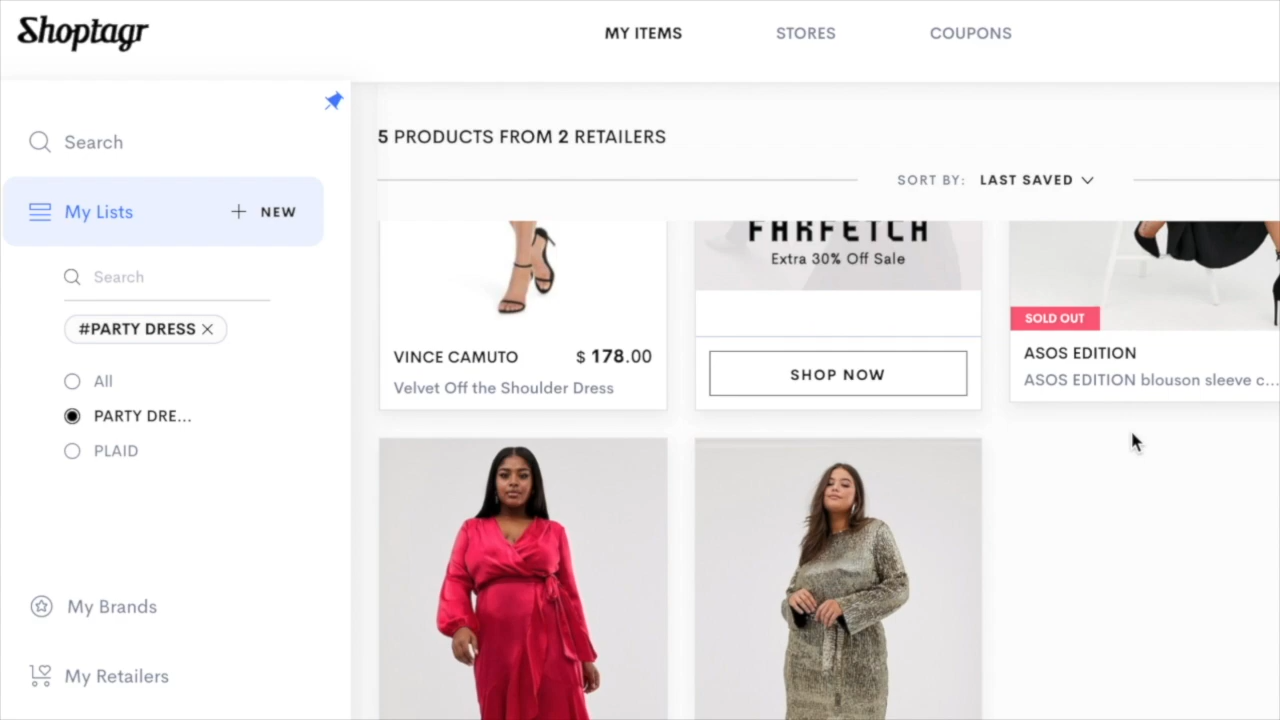 Shoptagr
MY ITEMS
STORES
COUPONS
Search
My Lists
NEW
Search
#PARTY DRESS
All
PARTY DRE...
PLAID
My Brands
My Retailers
5 PRODUCTS FROM 2 RETAILERS
SORT BY: LAST SAVED
VINCE CAMUTO $ 178.00
Velvet Off the Shoulder Dress
FARFETCH
Extra 30% Off Sale
SHOP NOW
SOLD OUT
ASOS EDITION
ASOS EDITION blouson sleeve c...